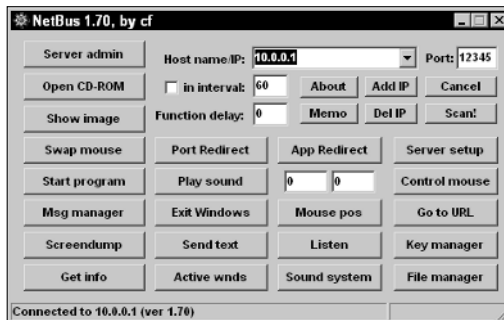 NetBus 1.70, by cf
Server admin Host name/IP: 10.0.0.1 Port: 12345
Open CD-ROM in interval: 60 About Add IP Cancel
Show image Function delay: 0 Memo Del IP Scan!
Swap mouse Port Redirect App Redirect Server setup
Start program Play sound 0 0 Control mouse
Msg manager Exit Windows Mouse pos Go to URL
Screendump Send text Listen Key manager
Get info Active wnds Sound system File manager
Connected to 10.0.0.1 (ver 1.70)